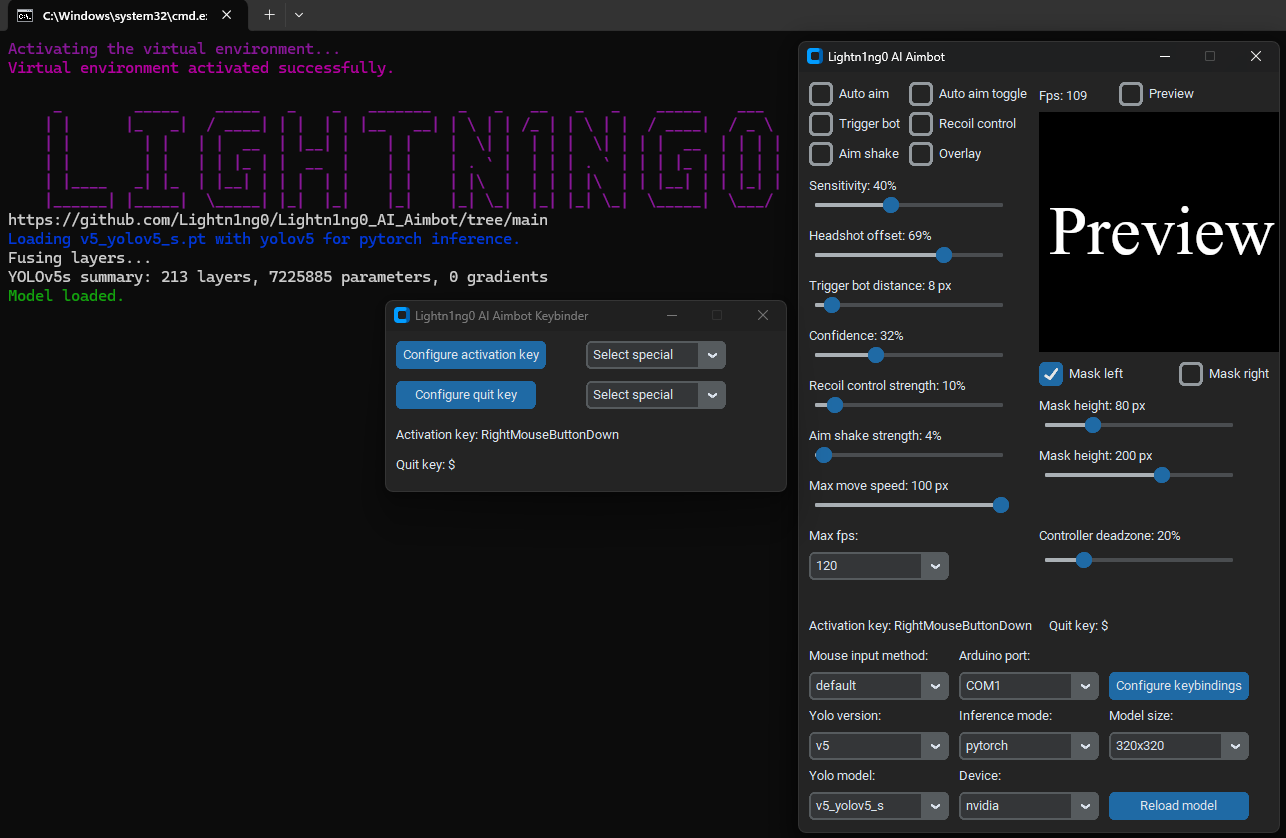 C:\Windows\system32\cmd.e:
Activating the virtual environment...
Virtual environment activated successfully.
LIGHTN1NG0
https://github.com/Lightn1ng0/Lightn1ng0_AI_Aimbot/tree/main
Loading v5_yolov5_s.pt with yolov5 for pytorch inference.
Fusing layers...
YOLOv5s summary: 213 layers, 7225885 parameters, 0 gradients
Model loaded.
Lightn1ng0 AI Aimbot Keybinder
Configure activation key Select special
Configure quit key Select special
Activation key: RightMouseButtonDown
Quit key: $
Lightn1ng0 AI Aimbot
Auto aim Auto aim toggle Fps: 109 Preview
Trigger bot Recoil control
Aim shake Overlay
Sensitivity: 40%
Headshot offset: 69%
Trigger bot distance: 8 px
Confidence: 32%
Recoil control strength: 10%
Aim shake strength: 4%
Max move speed: 100 px
Max fps:
120
Preview
Mask left Mask right
Mask height: 80 px
Mask height: 200 px
Controller deadzone: 20%
Activation key: RightMouseButtonDown Quit key: $
Mouse input method: Arduino port:
default COM1 Configure keybindings
Yolo version: Inference mode: Model size:
v5 pytorch 320x320
Yolo model: Device:
v5_yolov5_s nvidia Reload model